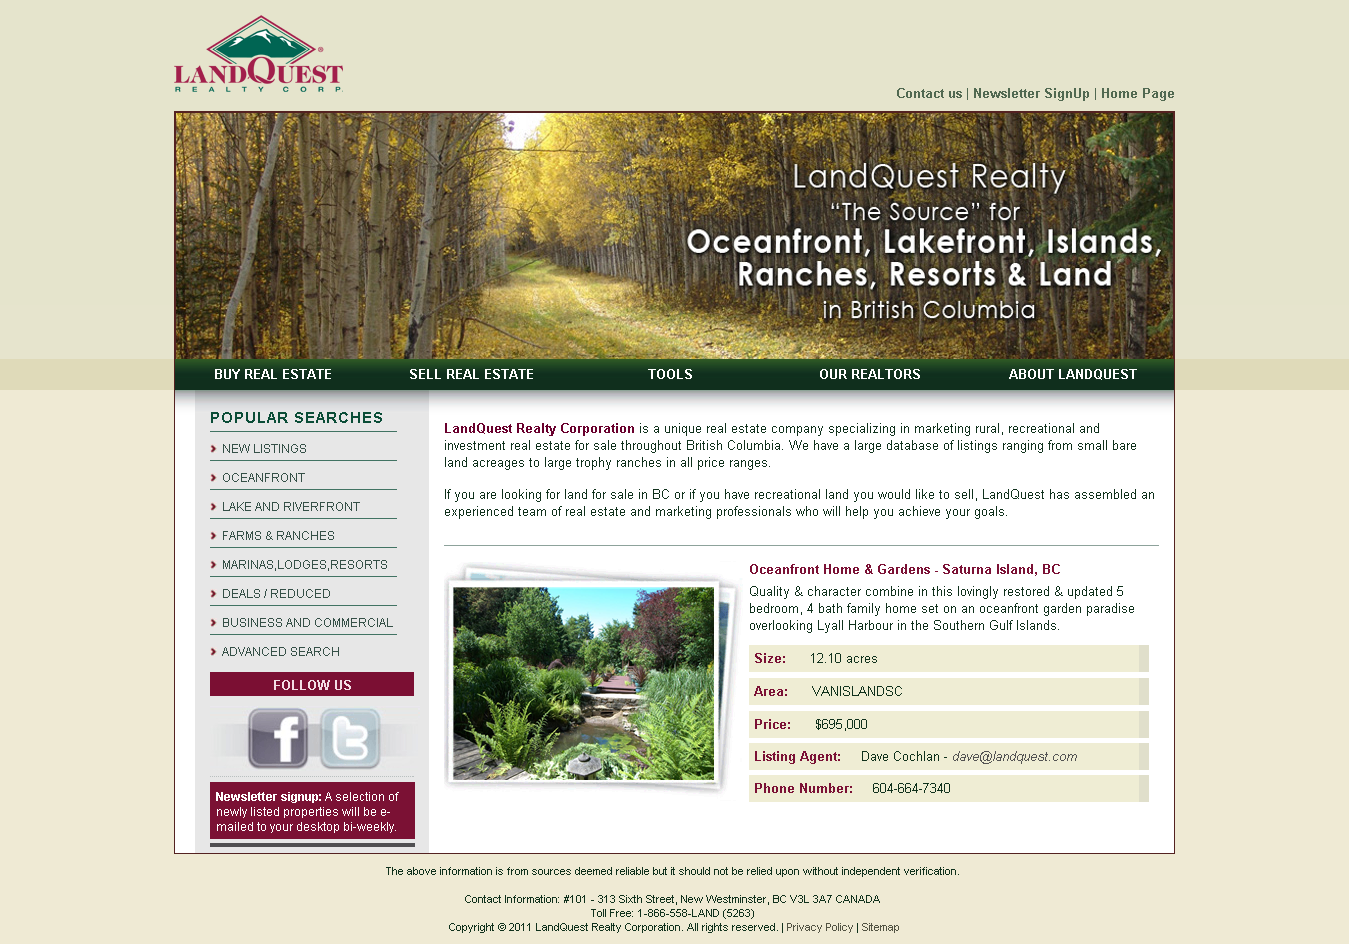 LANDQUEST®
REALTY CORP.
Contact us | Newsletter SignUp | Home Page
LandQuest Realty
“The Source” for
Oceanfront, Lakefront, Islands,
Ranches, Resorts & Land
in British Columbia
BUY REAL ESTATE SELL REAL ESTATE TOOLS OUR REALTORS ABOUT LANDQUEST
POPULAR SEARCHES
NEW LISTINGS
OCEANFRONT
LAKE AND RIVERFRONT
FARMS & RANCHES
MARINAS,LODGES,RESORTS
DEALS / REDUCED
BUSINESS AND COMMERCIAL
ADVANCED SEARCH
FOLLOW US
f t
Newsletter signup: A selection of
newly listed properties will be e-
mailed to your desktop bi-weekly.
LandQuest Realty Corporation is a unique real estate company specializing in marketing rural, recreational and
investment real estate for sale throughout British Columbia. We have a large database of listings ranging from small bare
land acreages to large trophy ranches in all price ranges.
If you are looking for land for sale in BC or if you have recreational land you would like to sell, LandQuest has assembled an
experienced team of real estate and marketing professionals who will help you achieve your goals.
Oceanfront Home & Gardens - Saturna Island, BC
Quality & character combine in this lovingly restored & updated 5
bedroom, 4 bath family home set on an oceanfront garden paradise
overlooking Lyall Harbour in the Southern Gulf Islands.
Size: 12.10 acres
Area: VANISLANDSC
Price: $695,000
Listing Agent: Dave Cochlan - dave@landquest.com
Phone Number: 604-664-7340
The above information is from sources deemed reliable but it should not be relied upon without independent verification.
Contact Information: #101 - 313 Sixth Street, New Westminster, BC V3L 3A7 CANADA
Toll Free: 1-866-558-LAND (5263)
Copyright © 2011 LandQuest Realty Corporation. All rights reserved. | Privacy Policy | Sitemap